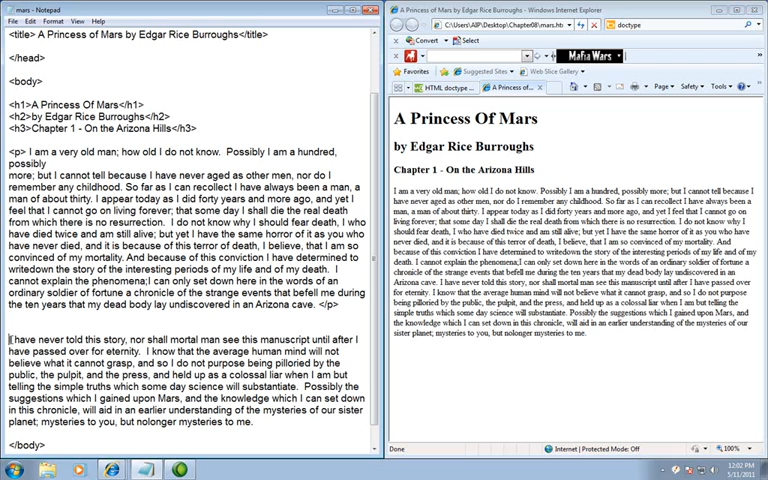 mars - Notepad
File Edit Format View Help
<title> A Princess of Mars by Edgar Rice Burroughs</title>
</head>
<body>
<h1>A Princess Of Mars</h1>
<h2>by Edgar Rice Burroughs</h2>
<h3>Chapter 1 - On the Arizona Hills</h3>
<p> I am a very old man; how old I do not know.  Possibly I am a hundred,
possibly
more; but I cannot tell because I have never aged as other men, nor do I
remember any childhood. So far as I can recollect I have always been a man, a
man of about thirty. I appear today as I did forty years and more ago, and yet I
feel that I cannot go on living forever; that some day I shall die the real death
from which there is no resurrection.  I do not know why I should fear death, I who
have died twice and am still alive; but yet I have the same horror of it as you who
have never died, and it is because of this terror of death, I believe, that I am so
convinced of my mortality. And because of this conviction I have determined to
writedown the story of the interesting periods of my life and of my death.  I
cannot explain the phenomena;I can only set down here in the words of an
ordinary soldier of fortune a chronicle of the strange events that befell me during
the ten years that my dead body lay undiscovered in an Arizona cave. </p>
I have never told this story, nor shall mortal man see this manuscript until after I
have passed over for eternity.  I know that the average human mind will not
believe what it cannot grasp, and so I do not purpose being pilloried by the
public, the pulpit, and the press, and held up as a colossal liar when I am but
telling the simple truths which some day science will substantiate.  Possibly the
suggestions which I gained upon Mars, and the knowledge which I can set down
in this chronicle, will aid in an earlier understanding of the mysteries of our sister
planet; mysteries to you, but nolonger mysteries to me.
</body>
A Princess of Mars by Edgar Rice Burroughs - Windows Internet Explorer
C:\Users\AIP\Desktop\Chapter08\mars.ht
doctype
Convert Select
Mafia Wars
Favorites Suggested Sites Web Slice Gallery
HTML doctype A Princess of...
Page Safety Tools
A Princess Of Mars
by Edgar Rice Burroughs
Chapter 1 - On the Arizona Hills
I am a very old man; how old I do not know. Possibly I am a hundred, possibly more; but I cannot tell because I
have never aged as other men, nor do I remember any childhood. So far as I can recollect I have always been a
man, a man of about thirty. I appear today as I did forty years and more ago, and yet I feel that I cannot go on
living forever; that some day I shall die the real death from which there is no resurrection. I do not know why I
should fear death, I who have died twice and am still alive; but yet I have the same horror of it as you who have
never died, and it is because of this terror of death, I believe, that I am so convinced of my mortality. And
because of this conviction I have determined to writedown the story of the interesting periods of my life and of my
death. I cannot explain the phenomena;I can only set down here in the words of an ordinary soldier of fortune a
chronicle of the strange events that befell me during the ten years that my dead body lay undiscovered in an
Arizona cave. I have never told this story, nor shall mortal man see this manuscript until after I have passed over
for eternity. I know that the average human mind will not believe what it cannot grasp, and so I do not purpose
being pilloried by the public, the pulpit, and the press, and held up as a colossal liar when I am but telling the
simple truths which some day science will substantiate. Possibly the suggestions which I gained upon Mars, and
the knowledge which I can set down in this chronicle, will aid in an earlier understanding of the mysteries of our
sister planet; mysteries to you, but nolonger mysteries to me.
Done Internet | Protected Mode: Off 100%
12:02 PM
5/11/2011